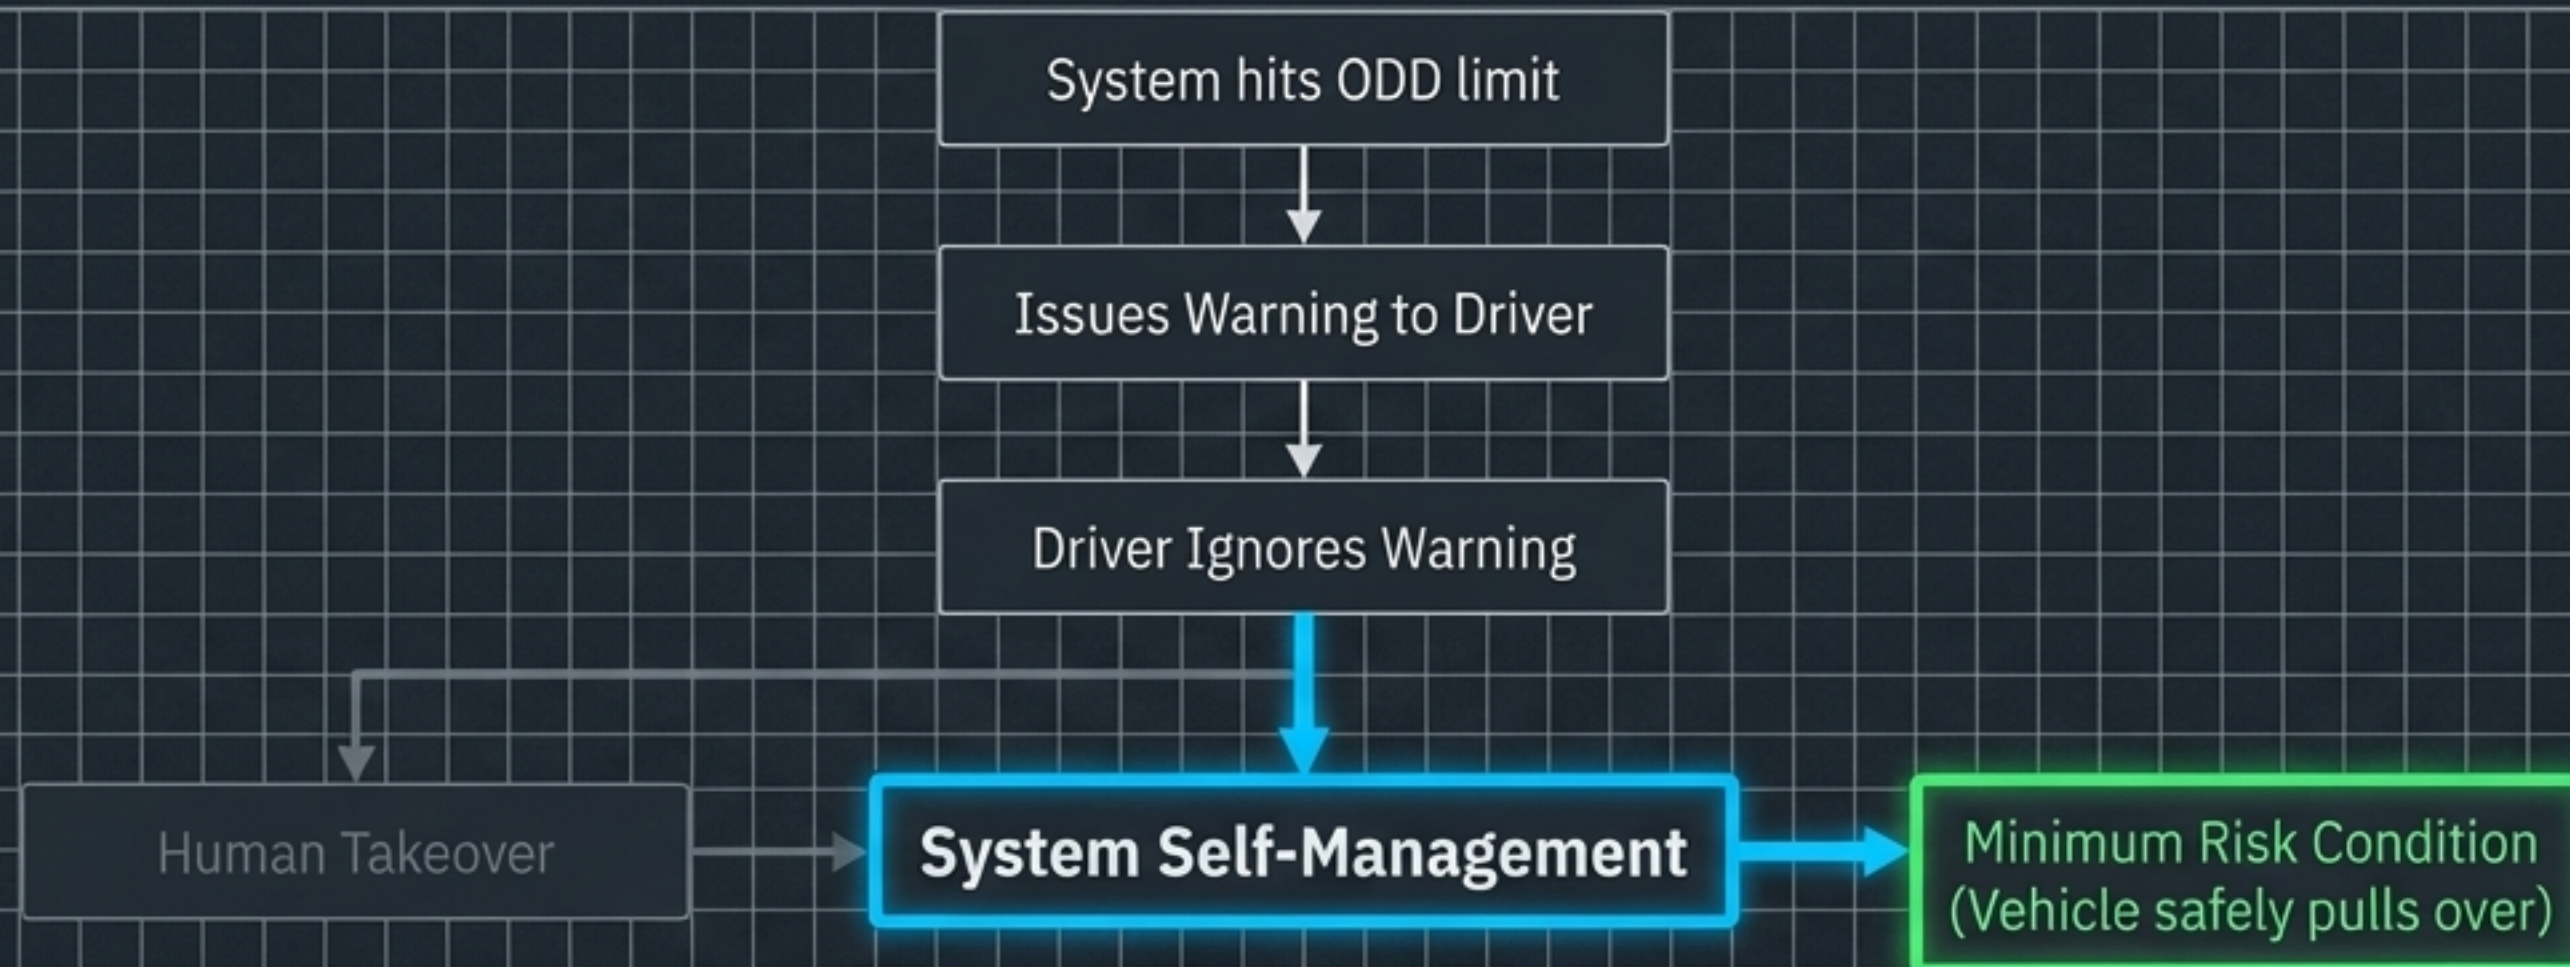 System hits ODD limit
Issues Warning to Driver
Driver Ignores Warning
Human Takeover
System Self-Management
Minimum Risk Condition
(Vehicle safely pulls over)